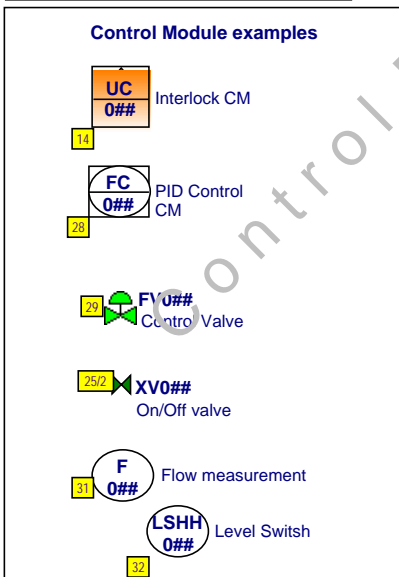 Control Module examples
UC
0##
Interlock CM
14
FC
0##
PID Control
CM
28
29
FV0##
Control Valve
25/2
XV0##
On/Off valve
F
0##
Flow measurement
31
LSHH
0##
Level Switsh
32
Control